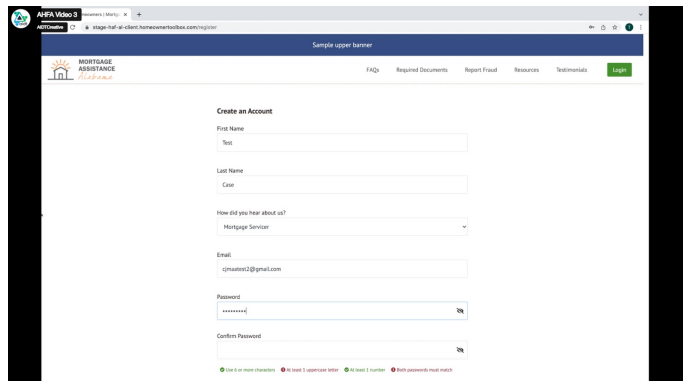 AHFA Video 3
AIOTCreative
stage-haf-al-client.homeownertoolbox.com/register
Sample upper banner
MORTGAGE
ASSISTANCE
Alabama
FAQs Required Documents Report Fraud Resources Testimonials Login
Create an Account
First Name
Test
Last Name
Case
How did you hear about us?
Mortgage Servicer
Email
cjmaatest2@gmail.com
Password
•••••••••
Confirm Password
Use 6 or more characters At least 1 uppercase letter At least 1 number Both passwords must match